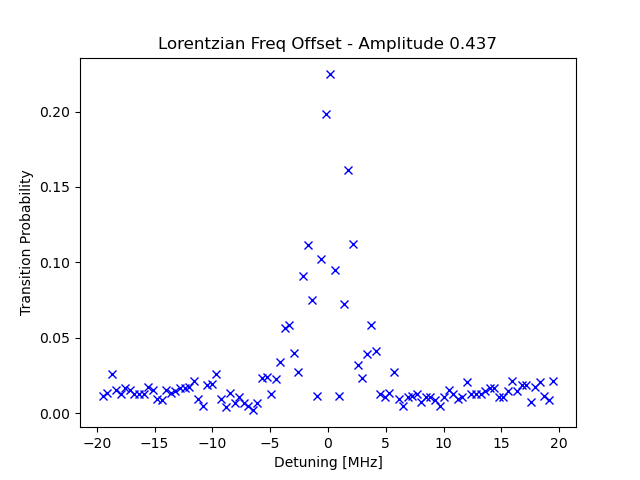 Lorentzian Freq Offset - Amplitude 0.437
Transition Probability
0.20
0.15
0.10
0.05
0.00
−20 −15 −10 −5 0 5 10 15 20
Detuning [MHz]